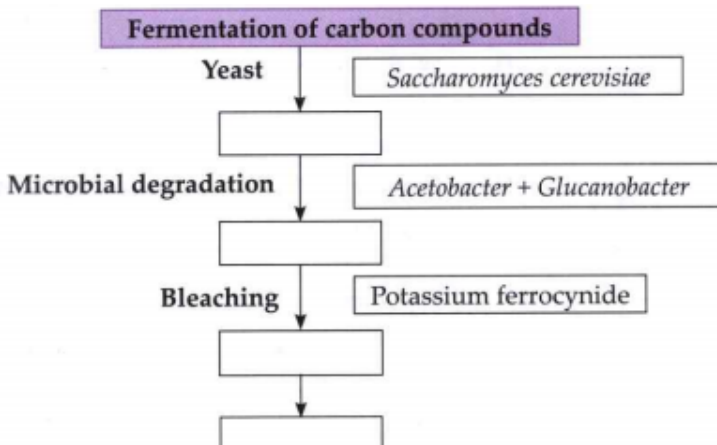 Fermentation of carbon compounds
Yeast
Saccharomyces cerevisiae
Microbial degradation
Acetobacter + Glucanobacter
Bleaching
Potassium ferrocynide